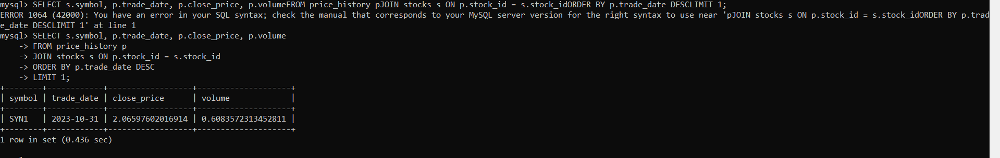 mysql> SELECT s.symbol, p.trade_date, p.close_price, p.volumeFROM price_history pJOIN stocks s ON p.stock_id = s.stock_idORDER BY p.trade_date DESCLIMIT 1;
ERROR 1064 (42000): You have an error in your SQL syntax; check the manual that corresponds to your MySQL server version for the right syntax to use near 'pJOIN stocks s ON p.stock_id = s.stock_idORDER BY p.trad
e_date DESCLIMIT 1' at line 1
mysql> SELECT s.symbol, p.trade_date, p.close_price, p.volume
    -> FROM price_history p
    -> JOIN stocks s ON p.stock_id = s.stock_id
    -> ORDER BY p.trade_date DESC
    -> LIMIT 1;
+--------+------------+------------------+--------------------+
| symbol | trade_date | close_price      | volume             |
+--------+------------+------------------+--------------------+
| SYN1   | 2023-10-31 | 2.06597602016914 | 0.6083572313452811 |
+--------+------------+------------------+--------------------+
1 row in set (0.436 sec)